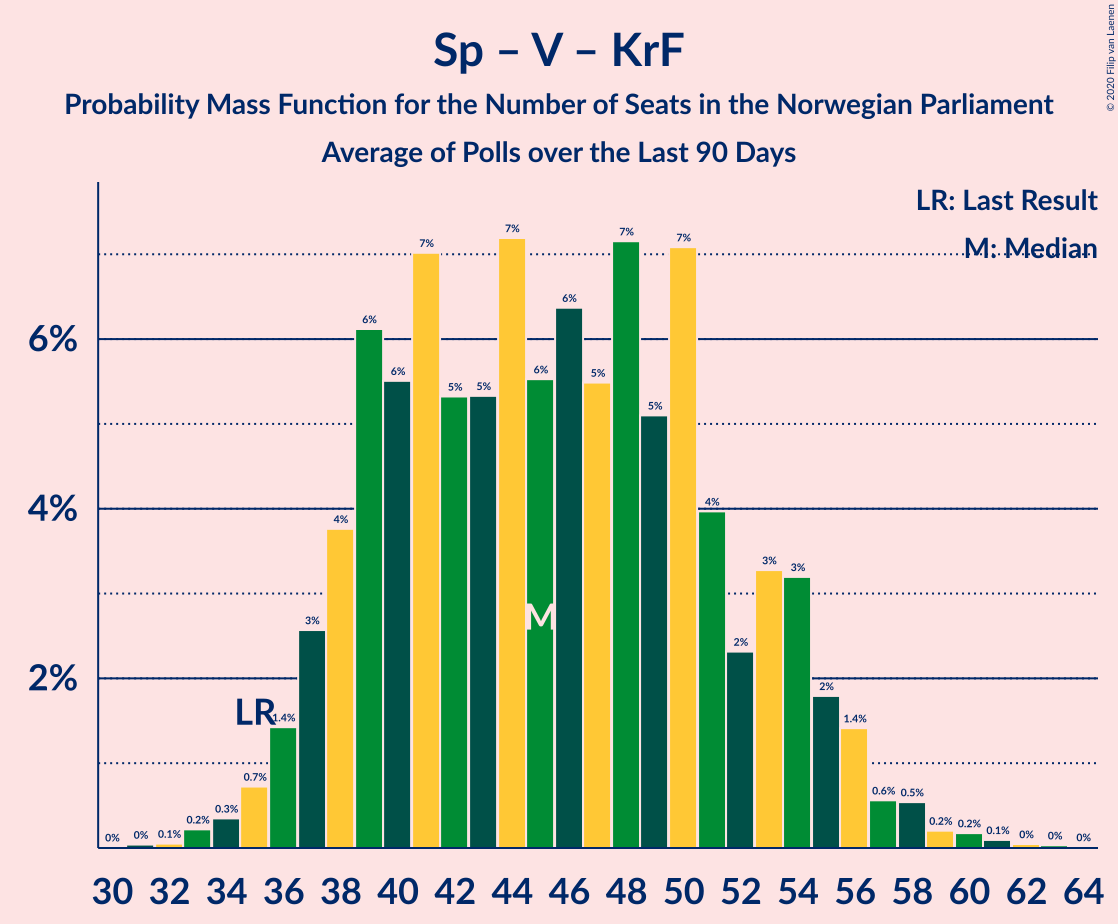 © 2020 Filip van Laenen
Sp – V – KrF
Probability Mass Function for the Number of Seats in the Norwegian Parliament
Average of Polls over the Last 90 Days
LR: Last Result
M: Median
6%
4%
2%
0% 0% 0.1% 0.2% 0.3% 0.7% 1.4% 3% 4% 6% 6% 7% 5% 5% 7% 6% 6% 5% 7% 5% 7% 4% 2% 3% 3% 2% 1.4% 0.6% 0.5% 0.2% 0.2% 0.1% 0% 0% 0%
LR
M
30 32 34 36 38 40 42 44 46 48 50 52 54 56 58 60 62 64